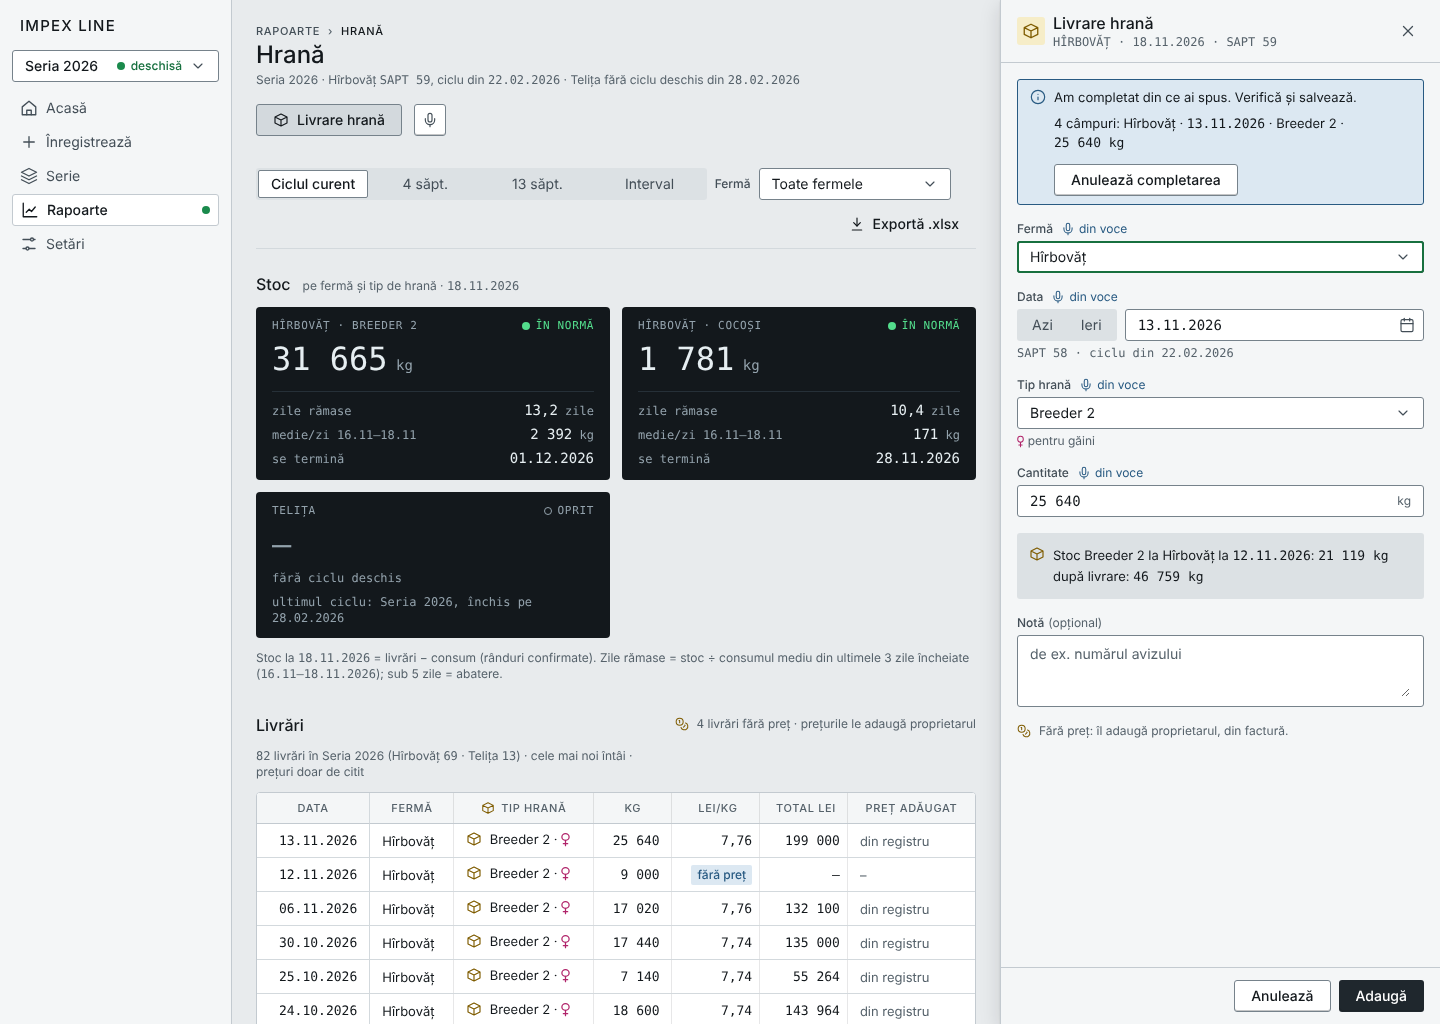 IMPEX LINE
Seria 2026 deschisă
Acasă
Înregistrează
Serie
Rapoarte
Setări
RAPOARTE › HRANĂ
Hrană
Seria 2026 · Hîrbovăț SAPT 59, ciclu din 22.02.2026 · Telița fără ciclu deschis din 28.02.2026
Livrare hrană
Ciclul curent 4 săpt. 13 săpt. Interval Fermă Toate fermele
Exportă .xlsx
Stoc pe fermă și tip de hrană · 18.11.2026
HÎRBOVĂȚ · BREEDER 2 ÎN NORMĂ
31 665 kg
zile rămase 13,2 zile
medie/zi 16.11–18.11 2 392 kg
se termină 01.12.2026
HÎRBOVĂȚ · COCOȘI ÎN NORMĂ
1 781 kg
zile rămase 10,4 zile
medie/zi 16.11–18.11 171 kg
se termină 28.11.2026
TELIȚA OPRIT
—
fără ciclu deschis
ultimul ciclu: Seria 2026, închis pe
28.02.2026
Stoc la 18.11.2026 = livrări − consum (rânduri confirmate). Zile rămase = stoc ÷ consumul mediu din ultimele 3 zile încheiate
(16.11–18.11.2026); sub 5 zile = abatere.
Livrări 4 livrări fără preț · prețurile le adaugă proprietarul
82 livrări în Seria 2026 (Hîrbovăț 69 · Telița 13) · cele mai noi întâi ·
prețuri doar de citit
DATA FERMĂ TIP HRANĂ KG LEI/KG TOTAL LEI PREȚ ADĂUGAT
13.11.2026 Hîrbovăț Breeder 2 · ♀ 25 640 7,76 199 000 din registru
12.11.2026 Hîrbovăț Breeder 2 · ♀ 9 000 fără preț – –
06.11.2026 Hîrbovăț Breeder 2 · ♀ 17 020 7,76 132 100 din registru
30.10.2026 Hîrbovăț Breeder 2 · ♀ 17 440 7,74 135 000 din registru
25.10.2026 Hîrbovăț Breeder 2 · ♀ 7 140 7,74 55 264 din registru
24.10.2026 Hîrbovăț Breeder 2 · ♀ 18 600 7,74 143 964 din registru
Livrare hrană
HÎRBOVĂȚ · 18.11.2026 · SAPT 59
Am completat din ce ai spus. Verifică și salvează.
4 câmpuri: Hîrbovăț · 13.11.2026 · Breeder 2 ·
25 640 kg
Anulează completarea
Fermă din voce
Hîrbovăț
Data din voce
Azi Ieri 13.11.2026
SAPT 58 · ciclu din 22.02.2026
Tip hrană din voce
Breeder 2
♀ pentru găini
Cantitate din voce
25 640 kg
Stoc Breeder 2 la Hîrbovăț la 12.11.2026: 21 119 kg
după livrare: 46 759 kg
Notă (opțional)
de ex. numărul avizului
Fără preț: îl adaugă proprietarul, din factură.
Anulează Adaugă